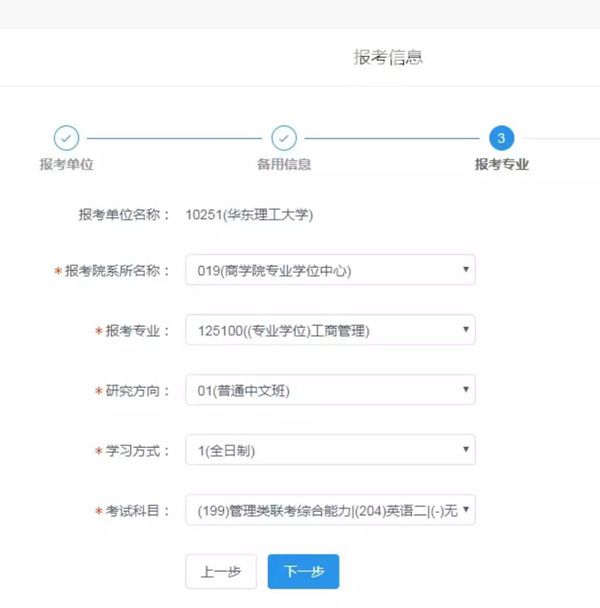 报考信息
3
报考单位 备用信息 报考专业
报考单位名称： 10251(华东理工大学)
*报考院系所名称： 019(商学院专业学位中心)
*报考专业： 125100((专业学位)工商管理)
*研究方向： 01(普通中文班)
*学习方式： 1(全日制)
*考试科目： (199)管理类联考综合能力|(204)英语二|(-)无
上一步 下一步